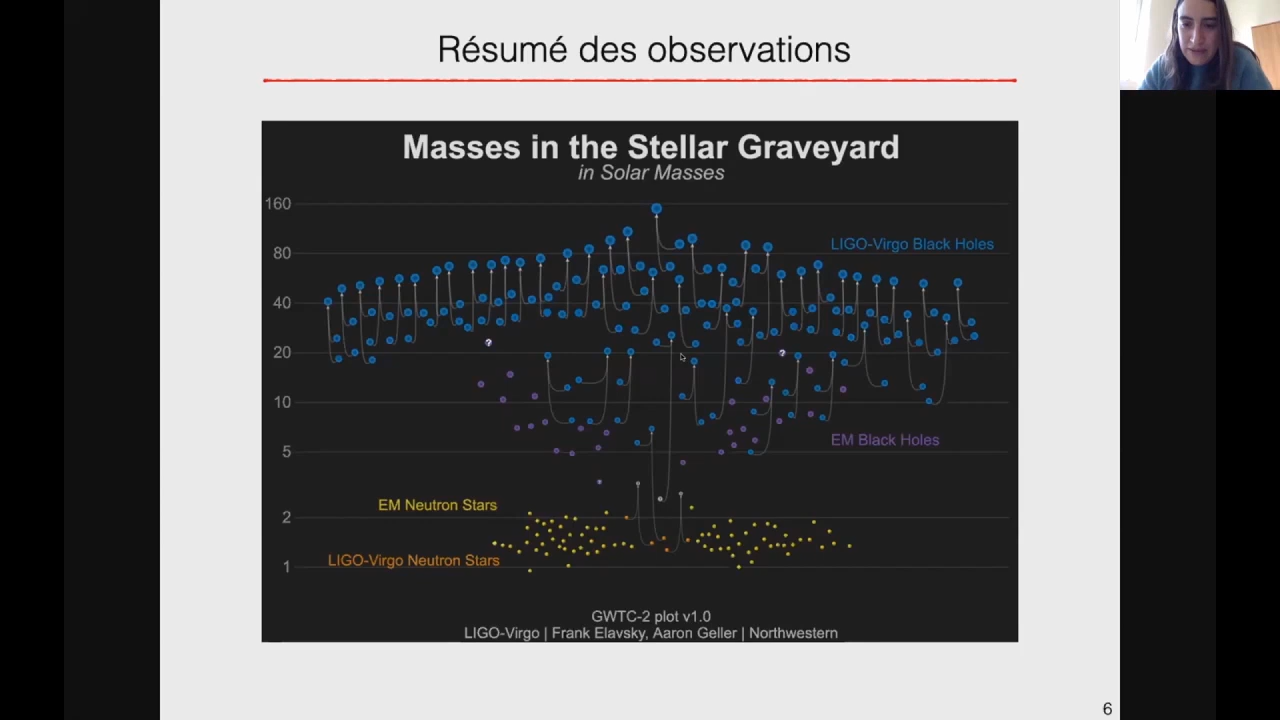 Résumé des observations
Masses in the Stellar Graveyard
in Solar Masses
160
80
LIGO-Virgo Black Holes
40
20
10
5
EM Black Holes
EM Neutron Stars
2
LIGO-Virgo Neutron Stars
1
GWTC-2 plot v1.0
LIGO-Virgo | Frank Elavsky, Aaron Geller | Northwestern
6